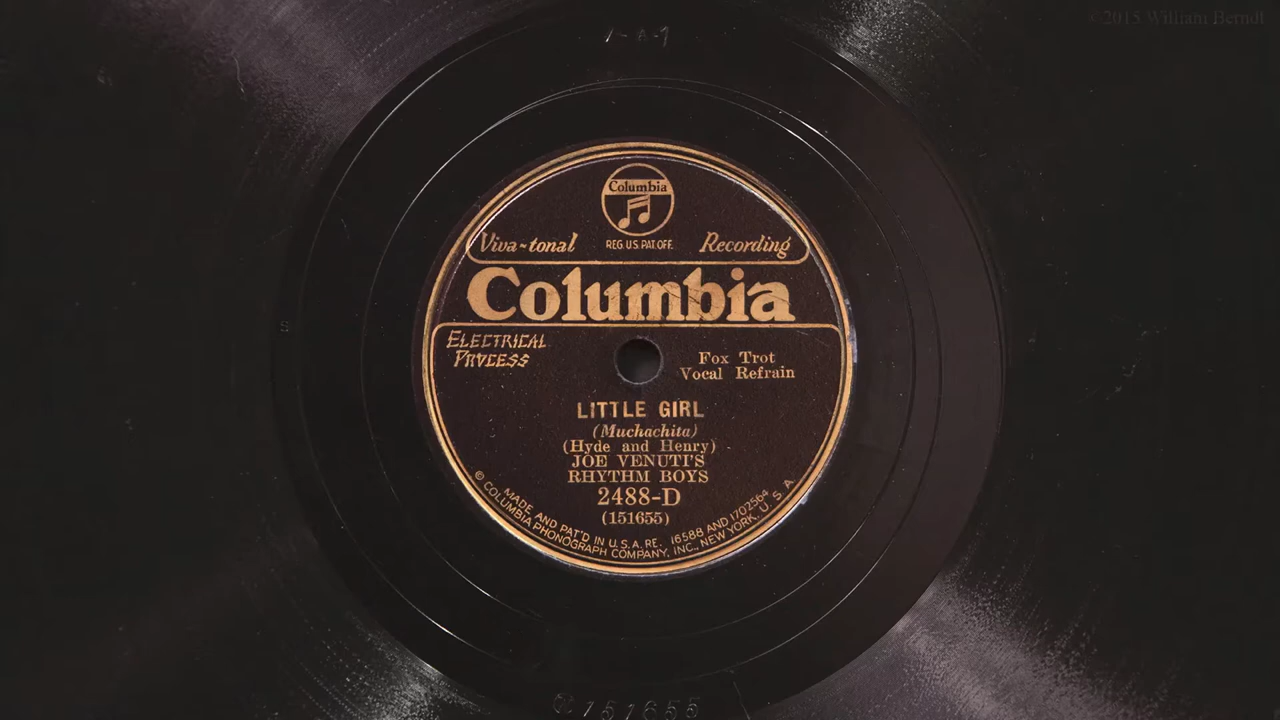 ©2015 William Berndt
1-A-7
Columbia
Viva-tonal REG. U.S. PAT. OFF. Recording
Columbia
ELECTRICAL
PROCESS
Fox Trot
Vocal Refrain
LITTLE GIRL
(Muchachita)
(Hyde and Henry)
JOE VENUTI'S
RHYTHM BOYS
2488-D
(151655)
MADE AND PAT'D IN U.S.A. RE. 16588 AND 1702564
© COLUMBIA PHONOGRAPH COMPANY, INC., NEW YORK, U. S. A.
S
151655